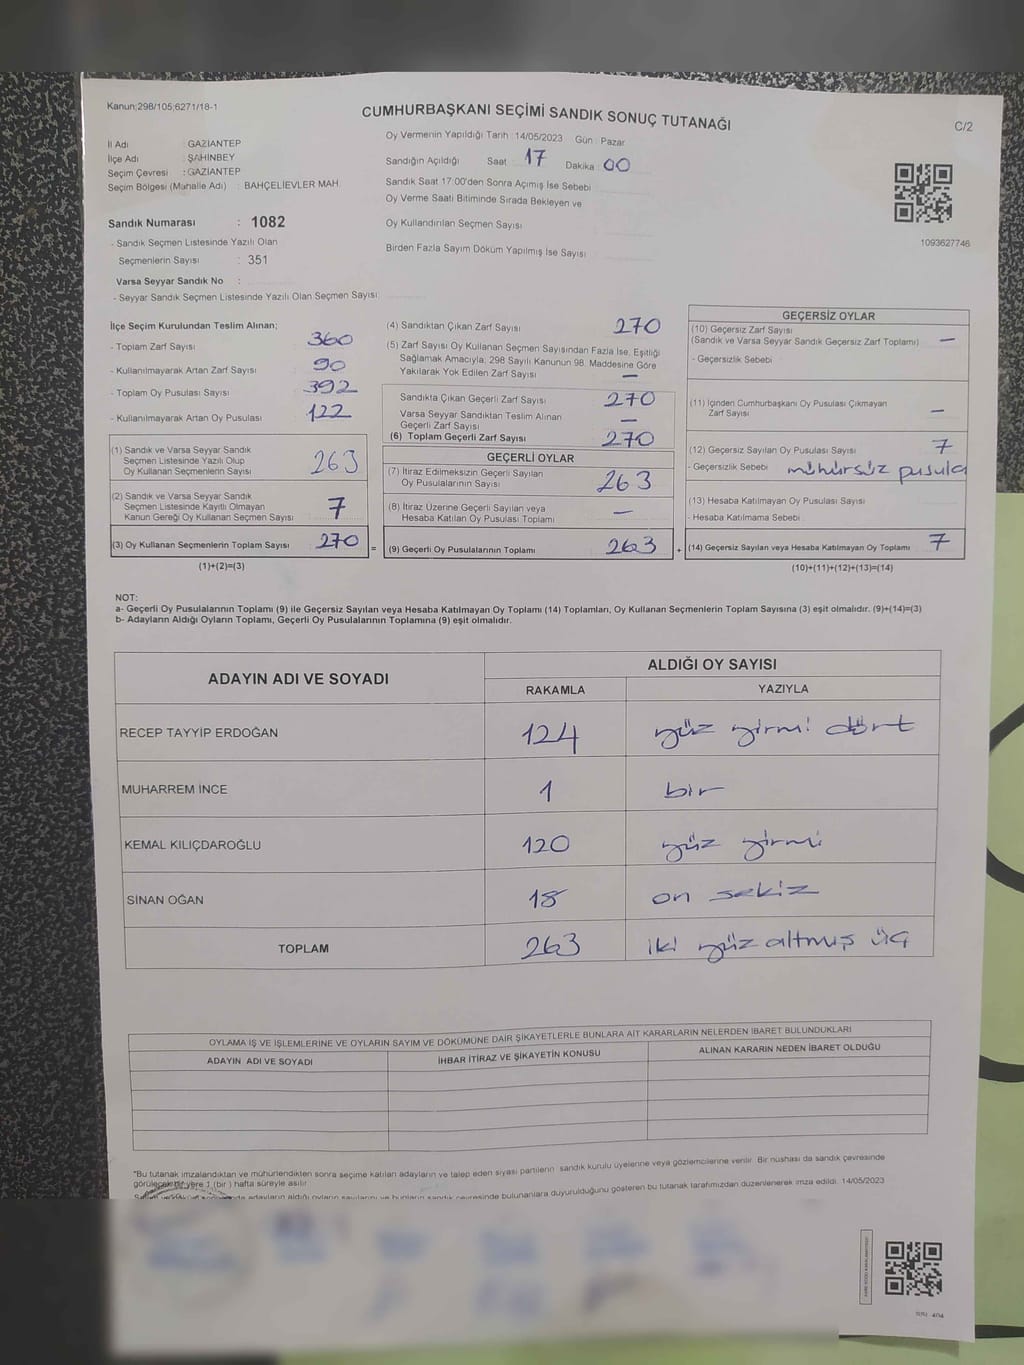 Kanun;298/105;6271/18-1
CUMHURBAŞKANI SEÇİMİ SANDIK SONUÇ TUTANAĞI
C/2
İl Adı : GAZİANTEP
İlçe Adı : ŞAHİNBEY
Seçim Çevresi : GAZİANTEP
Seçim Bölgesi (Mahalle Adı) : BAHÇELİEVLER MAH.
Oy Vermenin Yapıldığı Tarih : 14/05/2023 Gün : Pazar
Sandığın Açıldığı Saat : 17 Dakika : 00
Sandık Saat 17:00'den Sonra Açımış İse Sebebi
Oy Verme Saati Bitiminde Sırada Bekleyen ve
Oy Kullandırılan Seçmen Sayısı
Birden Fazla Sayım Döküm Yapılmış İse Sayısı
1093627746
Sandık Numarası : 1082
- Sandık Seçmen Listesinde Yazılı Olan
Seçmenlerin Sayısı : 351
Varsa Seyyar Sandık No :
- Seyyar Sandık Seçmen Listesinde Yazılı Olan Seçmen Sayısı:
İlçe Seçim Kurulundan Teslim Alınan;
- Toplam Zarf Sayısı 360
- Kullanılmayarak Artan Zarf Sayısı 90
- Toplam Oy Pusulası Sayısı 392
- Kullanılmayarak Artan Oy Pusulası 122
(1) Sandık ve Varsa Seyyar Sandık
Seçmen Listesinde Yazılı Olup
Oy Kullanan Seçmenlerin Sayısı 263
(2) Sandık ve Varsa Seyyar Sandık
Seçmen Listesinde Kayıtlı Olmayan
Kanun Gereği Oy Kullanan Seçmen Sayısı 7
(3) Oy Kullanan Seçmenlerin Toplam Sayısı 270 =
(1)+(2)=(3)
(4) Sandıktan Çıkan Zarf Sayısı 270
(5) Zarf Sayısı Oy Kullanan Seçmen Sayısından Fazla İse, Eşitliği
Sağlamak Amacıyla; 298 Sayılı Kanunun 98. Maddesine Göre
Yakılarak Yok Edilen Zarf Sayısı —
Sandıkta Çıkan Geçerli Zarf Sayısı 270
Varsa Seyyar Sandıktan Teslim Alınan
Geçerli Zarf Sayısı —
(6) Toplam Geçerli Zarf Sayısı 270
GEÇERLİ OYLAR
(7) İtiraz Edilmeksizin Geçerli Sayılan
Oy Pusulalarının Sayısı 263
(8) İtiraz Üzerine Geçerli Sayılan veya
Hesaba Katılan Oy Pusulası Toplamı —
(9) Geçerli Oy Pusulalarının Toplamı 263 +
GEÇERSİZ OYLAR
(10) Geçersiz Zarf Sayısı
(Sandık ve Varsa Seyyar Sandık Geçersiz Zarf Toplamı) —
- Geçersizlik Sebebi
(11) İçinden Cumhurbaşkanı Oy Pusulası Çıkmayan
Zarf Sayısı —
(12) Geçersiz Sayılan Oy Pusulası Sayısı 7
- Geçersizlik Sebebi mühürsüz pusula
(13) Hesaba Katılmayan Oy Pusulası Sayısı
- Hesaba Katılmama Sebebi
(14) Geçersiz Sayılan veya Hesaba Katılmayan Oy Toplamı 7
(10)+(11)+(12)+(13)=(14)
NOT:
a- Geçerli Oy Pusulalarının Toplamı (9) ile Geçersiz Sayılan veya Hesaba Katılmayan Oy Toplamı (14) Toplamları, Oy Kullanan Seçmenlerin Toplam Sayısına (3) eşit olmalıdır. (9)+(14)=(3)
b- Adayların Aldığı Oyların Toplamı, Geçerli Oy Pusulalarının Toplamına (9) eşit olmalıdır.
ADAYIN ADI VE SOYADI
ALDIĞI OY SAYISI
RAKAMLA YAZIYLA
RECEP TAYYİP ERDOĞAN 124 yüz yirmi dört
MUHARREM İNCE 1 bir
KEMAL KILIÇDAROĞLU 120 yüz yirmi
SİNAN OĞAN 18 on sekiz
TOPLAM 263 iki yüz altmış üç
OYLAMA İŞ VE İŞLEMLERİNE VE OYLARIN SAYIM VE DÖKÜMÜNE DAİR ŞİKAYETLERLE BUNLARA AİT KARARLARIN NELERDEN İBARET BULUNDUKLARI
ADAYIN ADI VE SOYADI İHBAR İTİRAZ VE ŞİKAYETİN KONUSU ALINAN KARARIN NEDEN İBARET OLDUĞU
"Bu tutanak imzalandıktan ve mühürlendikten sonra seçime katılan adayların ve talep eden siyasi partilerin sandık kurulu üyelerine veya gözlemcilerine verilir. Bir nüshası da sandık çevresinde
görülecek bir yere 1 (bir) hafta süreyle asılır.
adayların aldığı oyların sayılarını ve bunların sandık çevresinde bulunanlara duyurulduğunu gösteren bu tutanak tarafımızdan düzenlenerek imza edildi. 14/05/2023